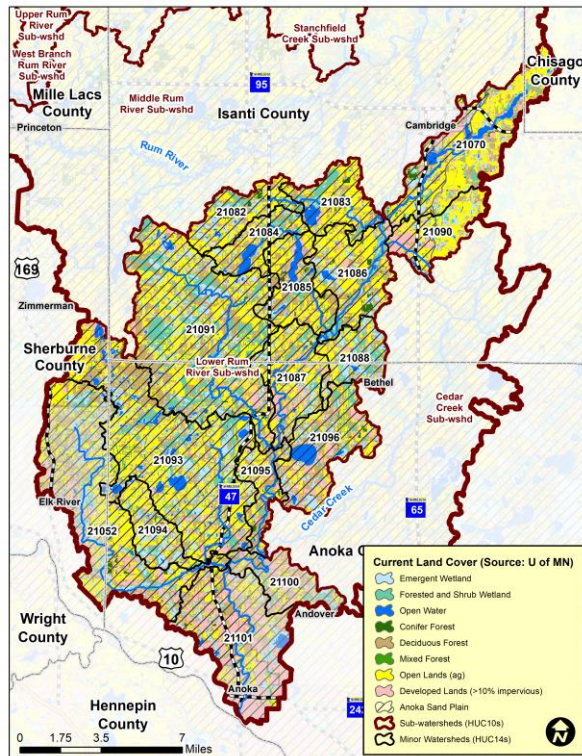 Upper Rum
River
Sub-wshd
Stanchfield
Creek Sub-wshd
West Branch
Rum River
Sub-wshd
Chisago
County
95
Mille Lacs
County
Middle Rum
River Sub-wshd
Isanti County
Princeton
Cambridge
21070
Rum River
21082
21083
21084
21090
169
21086
21085
Zimmerman
21091
Sherburne
County
21088
Lower Rum
River Sub-wshd
21087
Bethel
Cedar
Creek
Sub-wshd
21096
21093
21095
47
Elk River
65
Cedar Creek
21052
21094
Anoka C
21100
Andover
Wright
County
21101
10
Anoka
Hennepin
County
24
0 1.75 3.5 7
Miles
Current Land Cover (Source: U of MN)
Emergent Wetland
Forested and Shrub Wetland
Open Water
Conifer Forest
Deciduous Forest
Mixed Forest
Open Lands (ag)
Developed Lands (>10% impervious)
Anoka Sand Plain
Sub-watersheds (HUC10s)
Minor Watersheds (HUC14s)
N